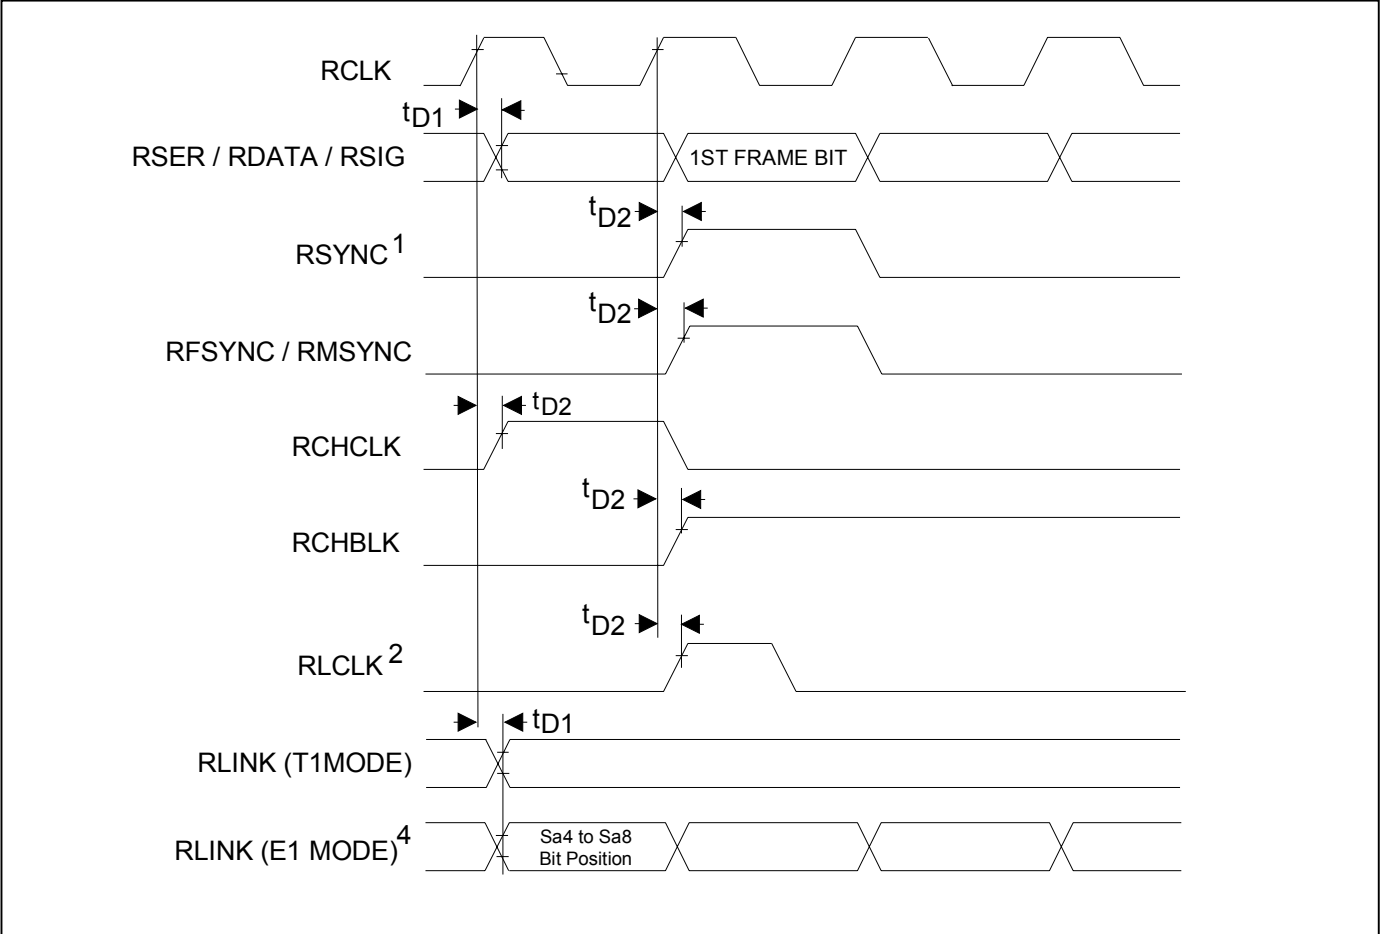 RCLK
tD1
RSER / RDATA / RSIG
1ST FRAME BIT
tD2
RSYNC1
tD2
RFSYNC / RMSYNC
tD2
RCHCLK
tD2
RCHBLK
tD2
RLCLK2
tD1
RLINK (T1MODE)
RLINK (E1 MODE)4
Sa4 to Sa8
Bit Position